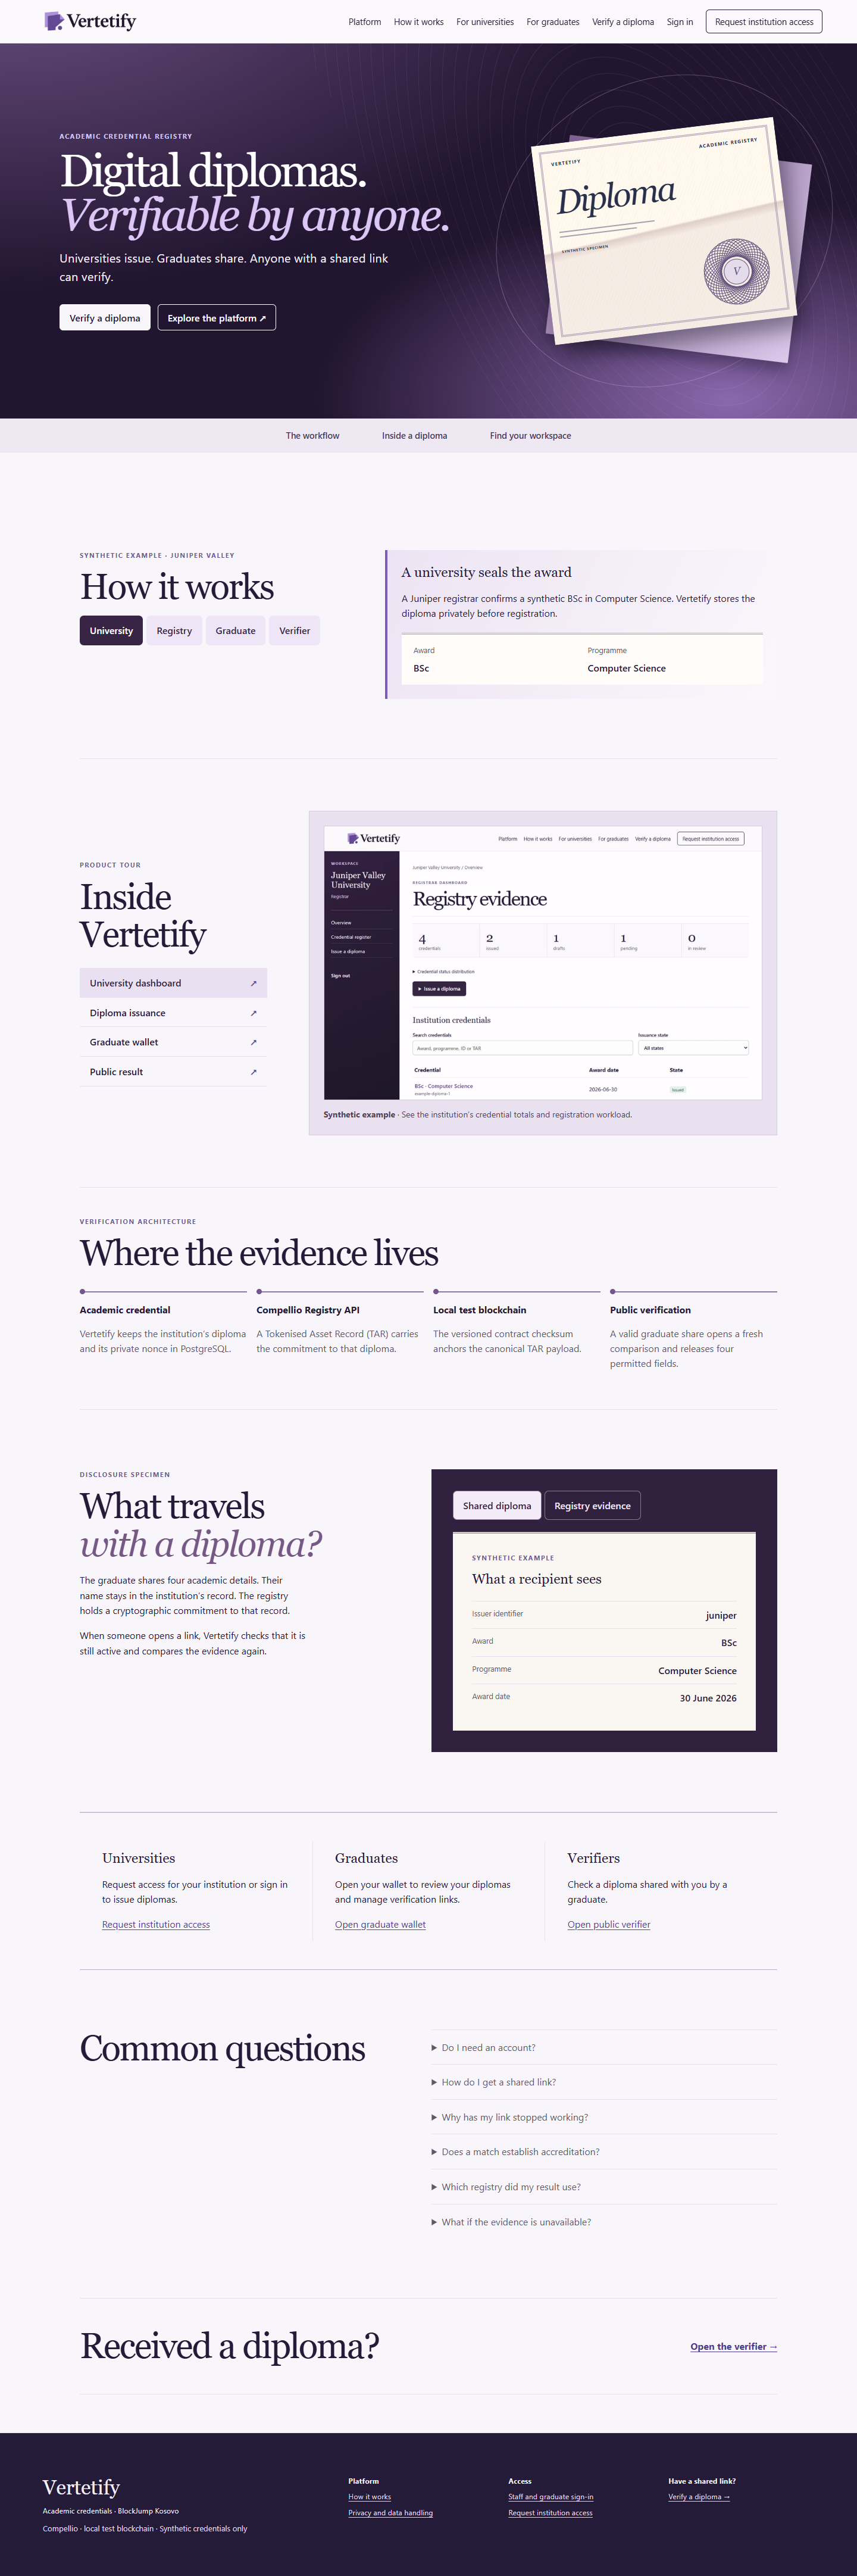 Vertetify
Platform How it works For universities For graduates Verify a diploma Sign in Request institution access
ACADEMIC CREDENTIAL REGISTRY
Digital diplomas.
Verifiable by anyone.
Universities issue. Graduates share. Anyone with a shared link
can verify.
Verify a diploma Explore the platform ↗
VERTETIFY
ACADEMIC REGISTRY
Diploma
SYNTHETIC SPECIMEN
V
The workflow Inside a diploma Find your workspace
SYNTHETIC EXAMPLE · JUNIPER VALLEY
How it works
University Registry Graduate Verifier
A university seals the award
A Juniper registrar confirms a synthetic BSc in Computer Science. Vertetify stores the
diploma privately before registration.
Award Programme
BSc Computer Science
PRODUCT TOUR
Inside
Vertetify
University dashboard ↗
Diploma issuance ↗
Graduate wallet ↗
Public result ↗
Vertetify
Platform How it works For universities For graduates Verify a diploma Request institution access
WORKSPACE
Juniper Valley
University
Registrar
Overview
Credential register
Issue a diploma
Sign out
Juniper Valley University / Overview
REGISTRAR DASHBOARD
Registry evidence
4 2 1 1 0
credentials issued drafts pending in review
▶ Credential status distribution
▶ Issue a diploma
Institution credentials
Search credentials Issuance state
Award, programme, ID or TAR All states
Credential Award date State
BSc · Computer Science 2026-06-30 Issued
example-diploma-1
Synthetic example · See the institution's credential totals and registration workload.
VERIFICATION ARCHITECTURE
Where the evidence lives
Academic credential
Vertetify keeps the institution's diploma
and its private nonce in PostgreSQL.
Compellio Registry API
A Tokenised Asset Record (TAR) carries
the commitment to that diploma.
Local test blockchain
The versioned contract checksum
anchors the canonical TAR payload.
Public verification
A valid graduate share opens a fresh
comparison and releases four
permitted fields.
DISCLOSURE SPECIMEN
What travels
with a diploma?
The graduate shares four academic details. Their
name stays in the institution's record. The registry
holds a cryptographic commitment to that record.
When someone opens a link, Vertetify checks that it is
still active and compares the evidence again.
Shared diploma Registry evidence
SYNTHETIC EXAMPLE
What a recipient sees
Issuer identifier juniper
Award BSc
Programme Computer Science
Award date 30 June 2026
Universities
Request access for your institution or sign in
to issue diplomas.
Request institution access
Graduates
Open your wallet to review your diplomas
and manage verification links.
Open graduate wallet
Verifiers
Check a diploma shared with you by a
graduate.
Open public verifier
Common questions
▶ Do I need an account?
▶ How do I get a shared link?
▶ Why has my link stopped working?
▶ Does a match establish accreditation?
▶ Which registry did my result use?
▶ What if the evidence is unavailable?
Received a diploma?
Open the verifier →
Vertetify
Academic credentials · BlockJump Kosovo
Compellio · local test blockchain · Synthetic credentials only
Platform
How it works
Privacy and data handling
Access
Staff and graduate sign-in
Request institution access
Have a shared link?
Verify a diploma →